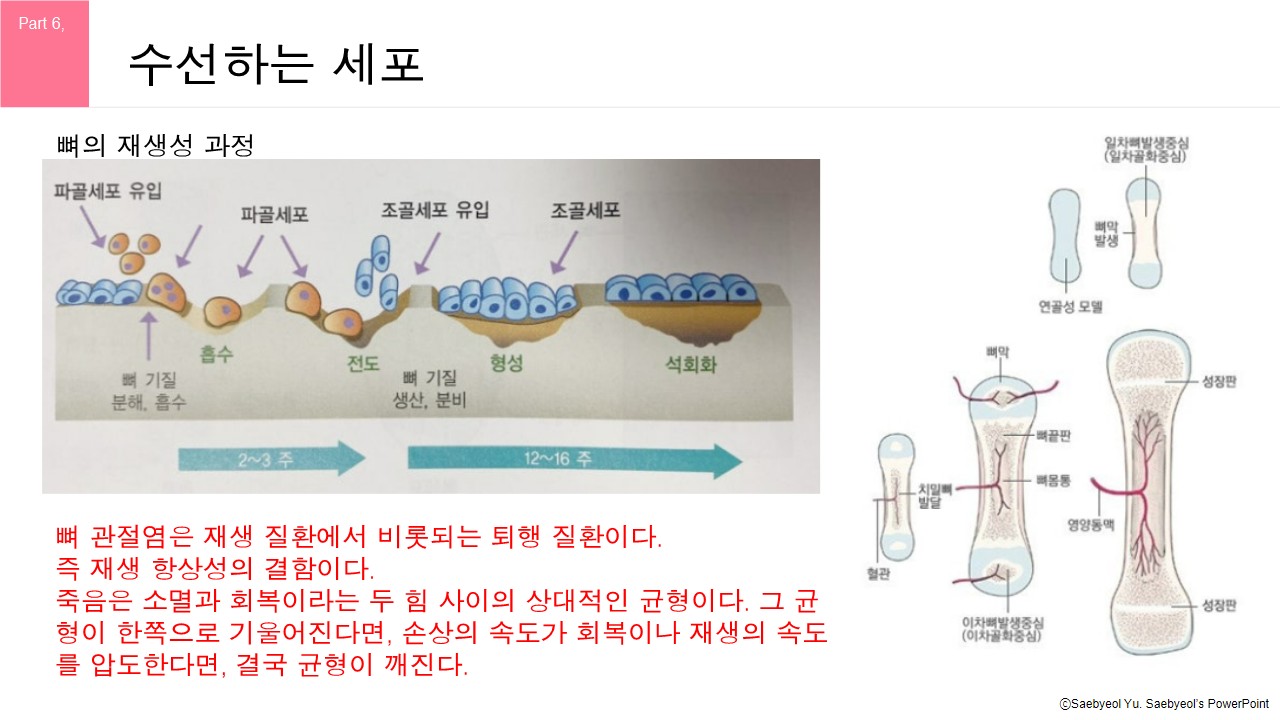 Part 6,
수선하는 세포
뼈의 재생성 과정
파골세포 유입
파골세포
조골세포 유입
조골세포
흡수
전도
형성
석회화
뼈 기질
분해, 흡수
뼈 기질
생산, 분비
2~3 주
12~16 주
일차뼈발생중심
(일차골화중심)
뼈막
발생
연골성 모델
뼈막
성장판
뼈끝판
뼈몸통
치밀뼈
발달
영양동맥
혈관
성장판
이차뼈발생중심
(이차골화중심)
뼈 관절염은 재생 질환에서 비롯되는 퇴행 질환이다.
즉 재생 항상성의 결함이다.
죽음은 소멸과 회복이라는 두 힘 사이의 상대적인 균형이다. 그 균
형이 한쪽으로 기울어진다면, 손상의 속도가 회복이나 재생의 속도
를 압도한다면, 결국 균형이 깨진다.
ⓒSaebyeol Yu. Saebyeol's PowerPoint